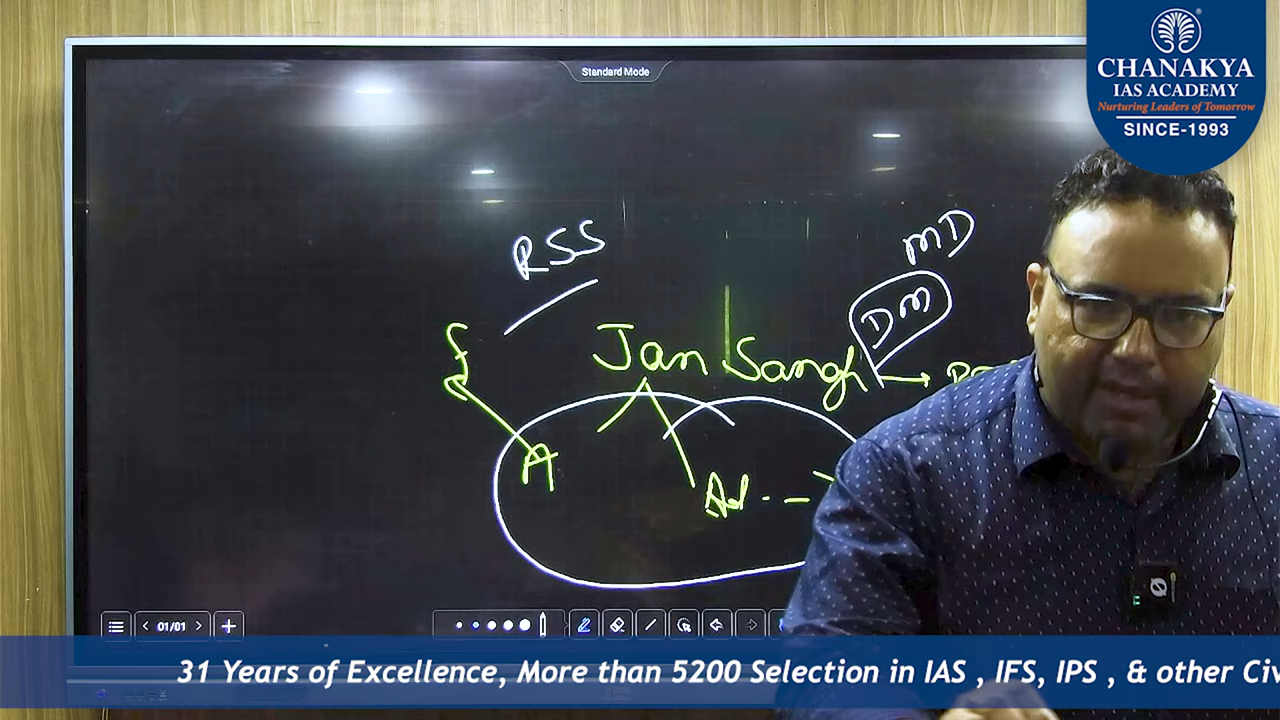 Standard Mode
CHANAKYA
IAS ACADEMY
Nurturing Leaders of Tomorrow
SINCE-1993
MD
RSS
DM
Jan Sangh
A
01/01
31 Years of Excellence, More than 5200 Selection in IAS , IFS, IPS , & other Civ